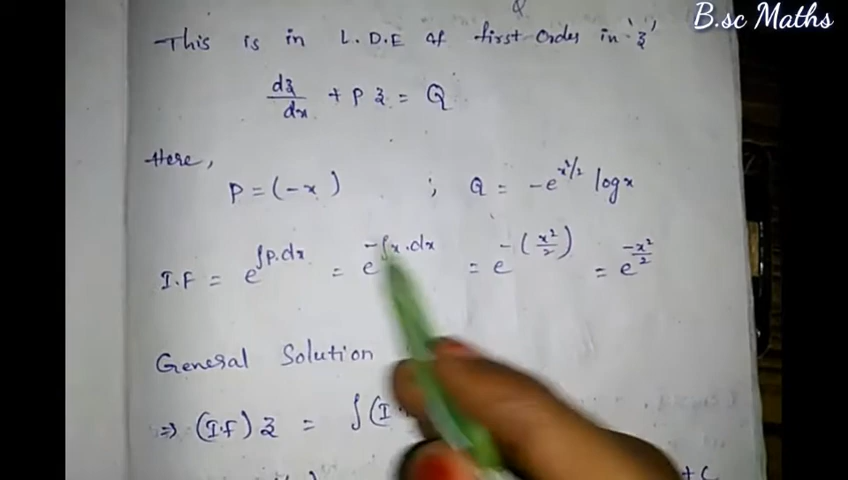 B.sc Maths
This is in L.D.E of first order in 'z'
dz/dx + P z = Q
Here,
P = (-x) ; Q = -e^{x²/2} log x
I.F = e^{∫P.dx} = e^{-∫x.dx} = e^{-(x²/2)} = e^{-x²/2}
General Solution
⇒ (I.F) z = ∫(I
+ C